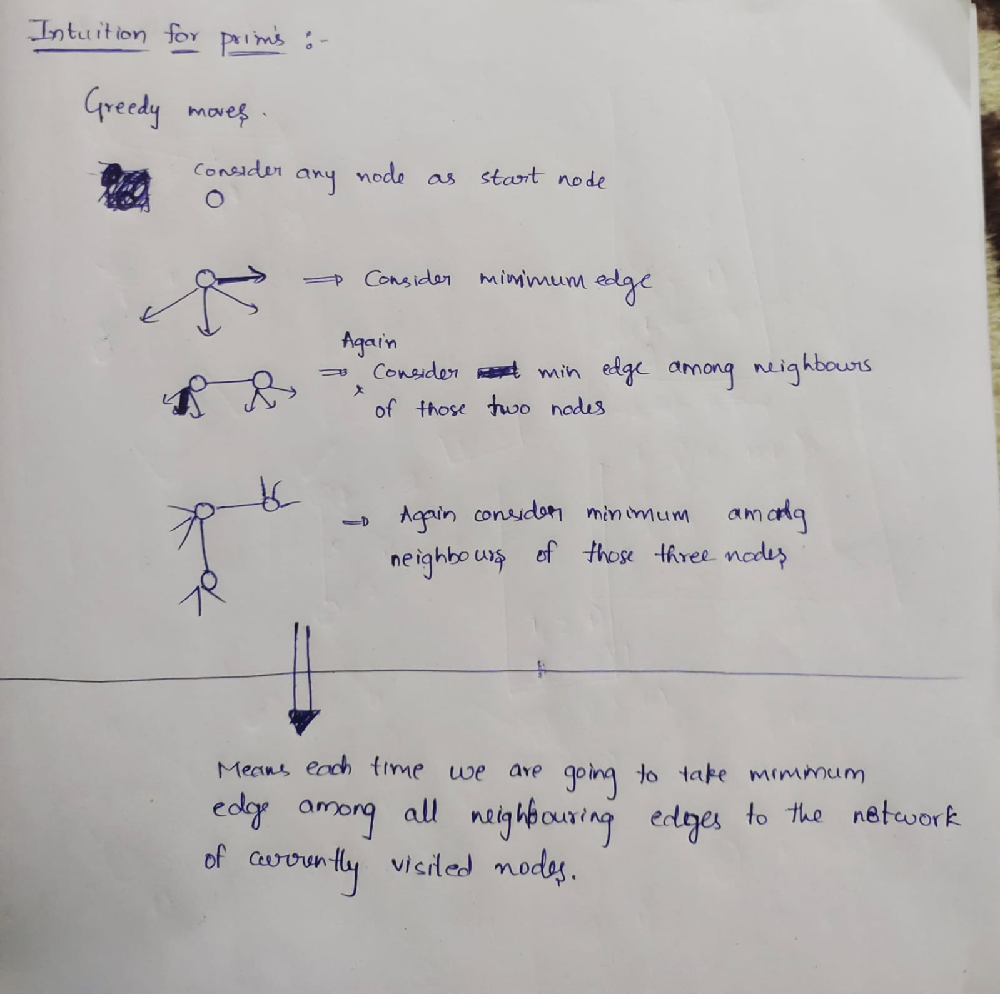 Intuition for prim's :-
Greedy moves.
Consider any node as start node
⇒ Consider minimum edge
Again
⇒ Consider min edge among neighbours
of those two nodes
⇒ Again consider minimum among
neighbours of those three nodes
Means each time we are going to take minimum
edge among all neighbouring edges to the network
of currently visited nodes.